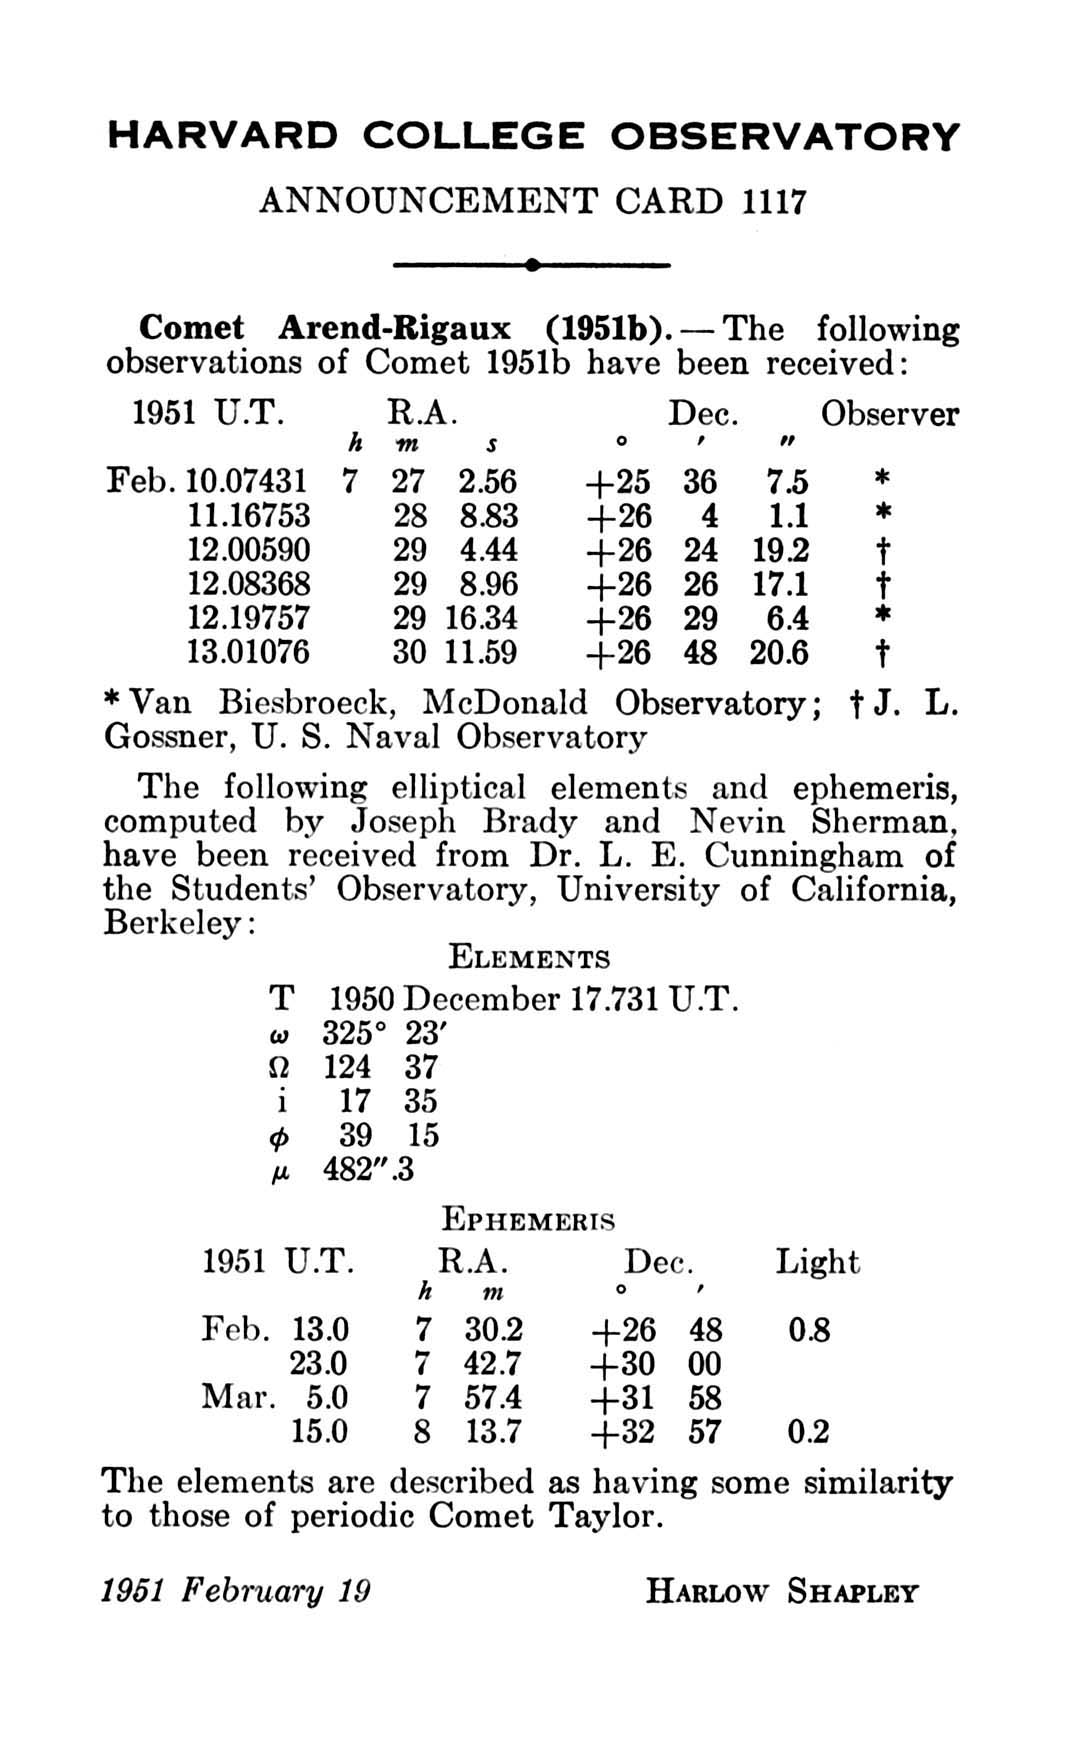 HARVARD COLLEGE OBSERVATORY
ANNOUNCEMENT CARD 1117
Comet Arend-Rigaux (1951b). — The following
observations of Comet 1951b have been received:
1951 U.T. R.A. Dec. Observer
h m s ° ′ ″
Feb. 10.07431 7 27 2.56 +25 36 7.5 *
11.16753 28 8.83 +26 4 1.1 *
12.00590 29 4.44 +26 24 19.2 †
12.08368 29 8.96 +26 26 17.1 †
12.19757 29 16.34 +26 29 6.4 *
13.01076 30 11.59 +26 48 20.6 †
* Van Biesbroeck, McDonald Observatory; † J. L.
Gossner, U. S. Naval Observatory
The following elliptical elements and ephemeris,
computed by Joseph Brady and Nevin Sherman,
have been received from Dr. L. E. Cunningham of
the Students' Observatory, University of California,
Berkeley:
ELEMENTS
T 1950 December 17.731 U.T.
ω 325° 23′
Ω 124 37
i 17 35
φ 39 15
μ 482″.3
EPHEMERIS
1951 U.T. R.A. Dec. Light
h m ° ′
Feb. 13.0 7 30.2 +26 48 0.8
23.0 7 42.7 +30 00
Mar. 5.0 7 57.4 +31 58
15.0 8 13.7 +32 57 0.2
The elements are described as having some similarity
to those of periodic Comet Taylor.
1951 February 19 HARLOW SHAPLEY